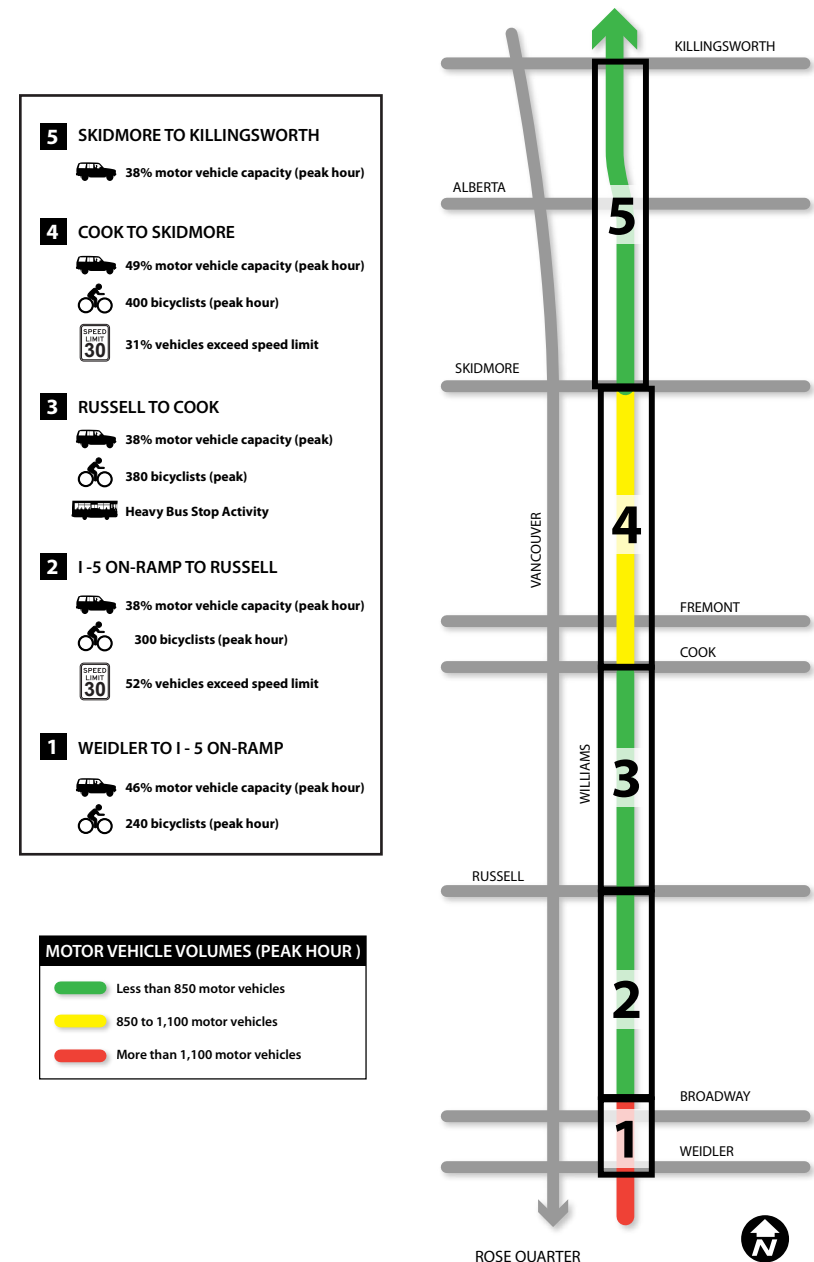 5 SKIDMORE TO KILLINGSWORTH
38% motor vehicle capacity (peak hour)
4 COOK TO SKIDMORE
49% motor vehicle capacity (peak hour)
400 bicyclists (peak hour)
SPEED
LIMIT
30
31% vehicles exceed speed limit
3 RUSSELL TO COOK
38% motor vehicle capacity (peak)
380 bicyclists (peak)
Heavy Bus Stop Activity
2 I -5 ON-RAMP TO RUSSELL
38% motor vehicle capacity (peak hour)
300 bicyclists (peak hour)
SPEED
LIMIT
30
52% vehicles exceed speed limit
1 WEIDLER TO I - 5 ON-RAMP
46% motor vehicle capacity (peak hour)
240 bicyclists (peak hour)
MOTOR VEHICLE VOLUMES (PEAK HOUR )
Less than 850 motor vehicles
850 to 1,100 motor vehicles
More than 1,100 motor vehicles
KILLINGSWORTH
ALBERTA
5
SKIDMORE
4
VANCOUVER
FREMONT
COOK
WILLIAMS
3
RUSSELL
2
BROADWAY
1
WEIDLER
ROSE QUARTER
N